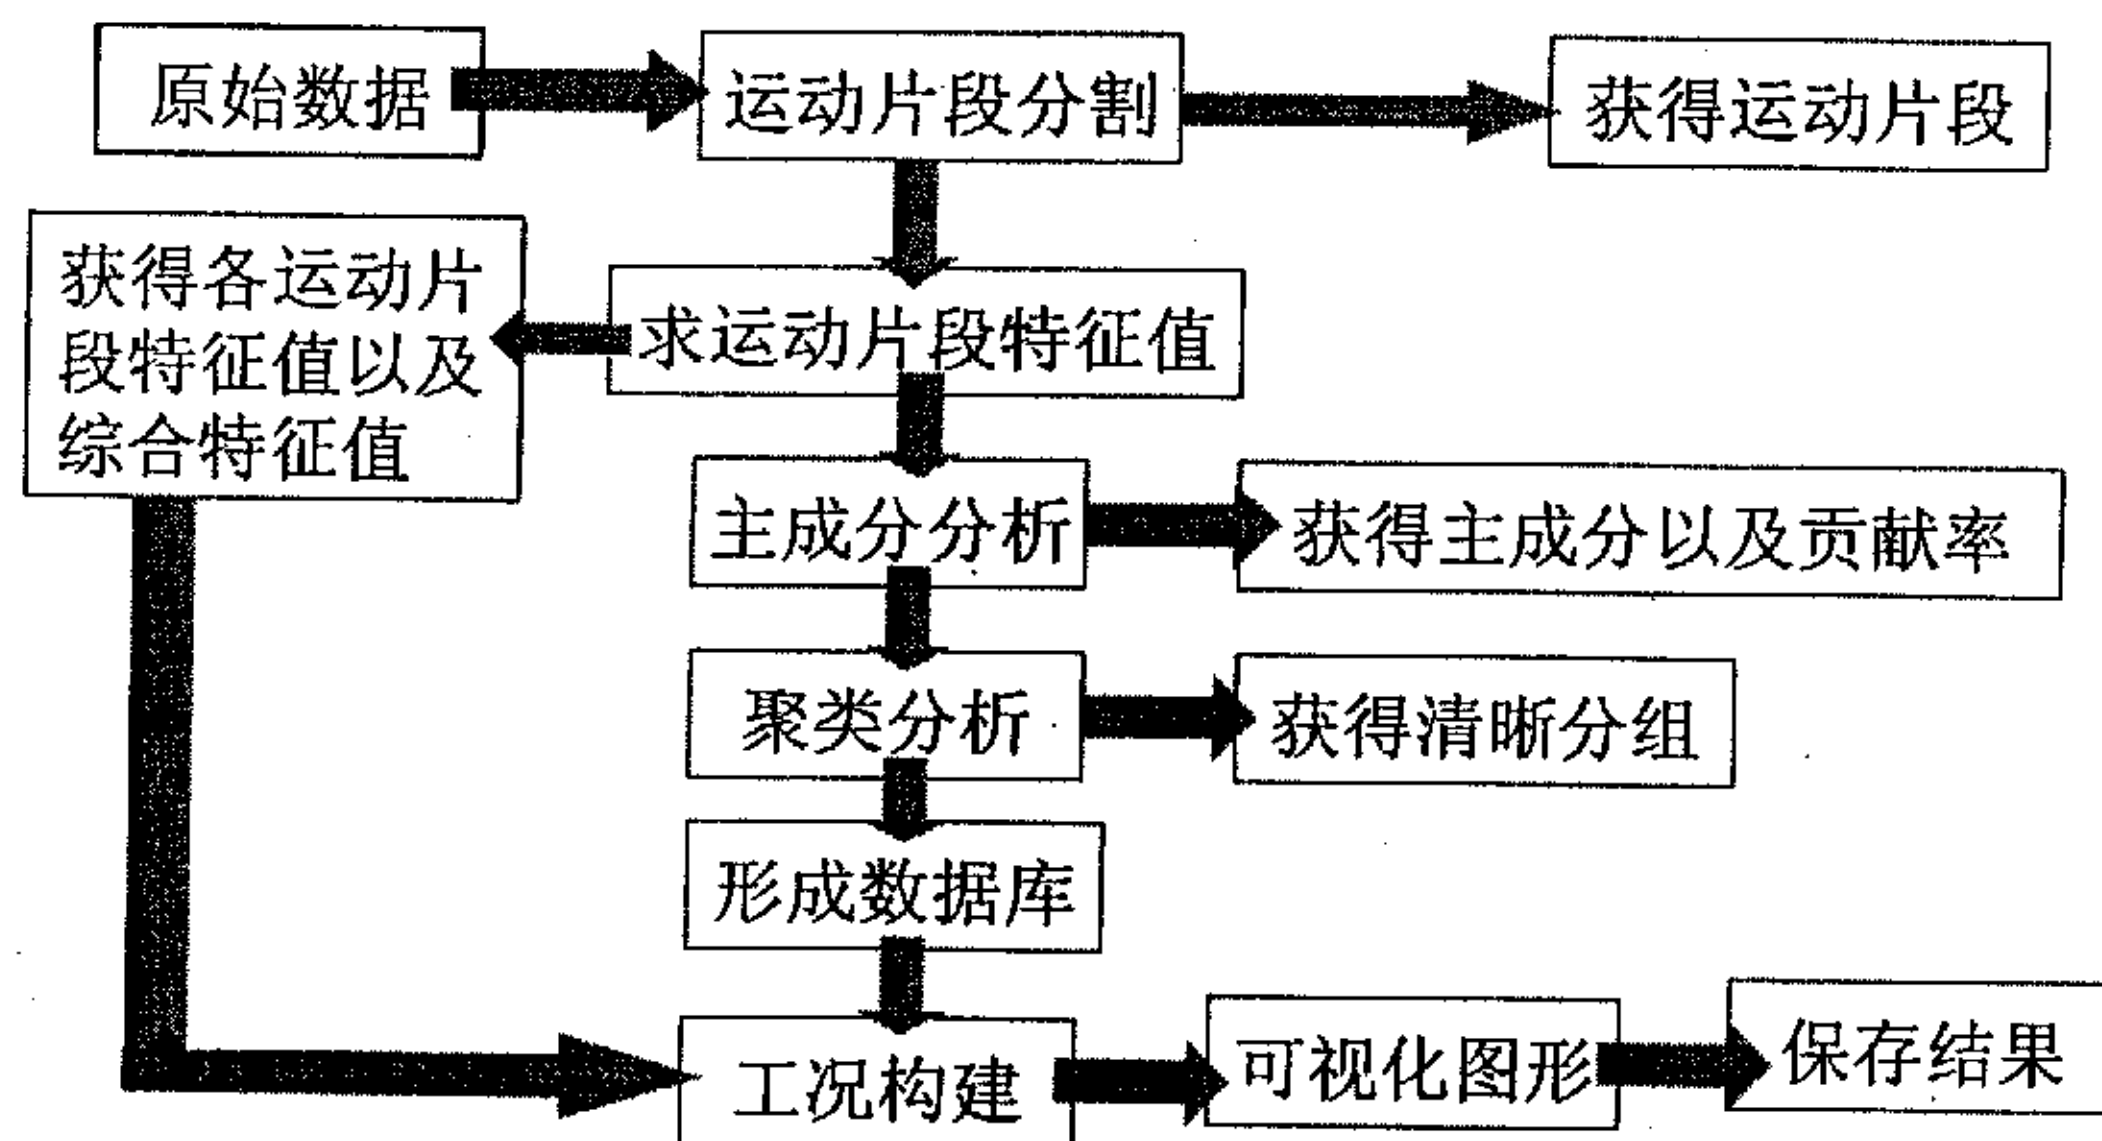 原始数据
运动片段分割
获得运动片段
获得各运动片
段特征值以及
综合特征值
求运动片段特征值
主成分分析
获得主成分以及贡献率
聚类分析
获得清晰分组
形成数据库
工况构建
可视化图形
保存结果